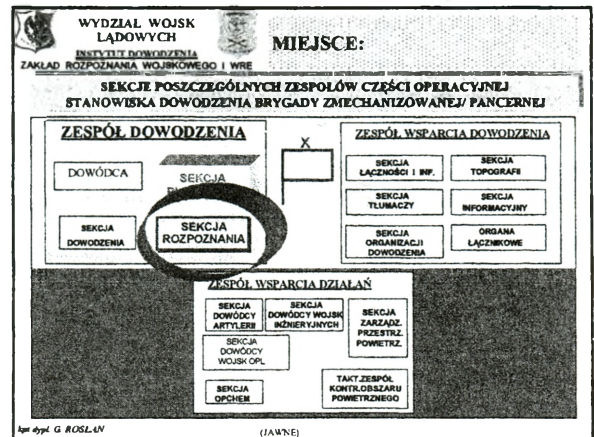 WYDZIAŁ WOJSK
LĄDOWYCH
INSTYTUT DOWODZENIA
ZAKŁAD ROZPOZNANIA WOJSKOWEGO I WRE
MIEJSCE:
SEKCJE POSZCZEGÓLNYCH ZESPOŁÓW CZĘŚCI OPERACYJNEJ
STANOWISKA DOWODZENIA BRYGADY ZMECHANIZOWANEJ/ PANCERNEJ
ZESPÓŁ DOWODZENIA
DOWÓDCA
SEKCJA
SEKCJA
DOWODZENIA
SEKCJA
ROZPOZNANIA
X
ZESPÓŁ WSPARCIA DOWODZENIA
SEKCJA
ŁĄCZNOŚCI I INF.
SEKCJA
TOPOGRAFII
SEKCJA
TŁUMACZY
SEKCJA
INFORMACYJNY
SEKCJA
ORGANIZACJI
DOWODZENIA
ORGANA
ŁĄCZNIKOWE
ZESPÓŁ WSPARCIA DZIAŁAŃ
SEKCJA
DOWÓDCY
ARTYLERII
SEKCJA
DOWÓDCY WOJSK
INŻNIERYJNYCH
SEKCJA
ZARZĄDZ.
PRZESTRZ.
POWIETRZ.
SEKCJA
DOWÓDCY
WOJSK OPL
SEKCJA
OPCHEM
TAKT.ZESPÓŁ
KONTR.OBSZARU
POWIETRZNEGO
kpt dypl. G. ROSŁAN
(JAWNE)